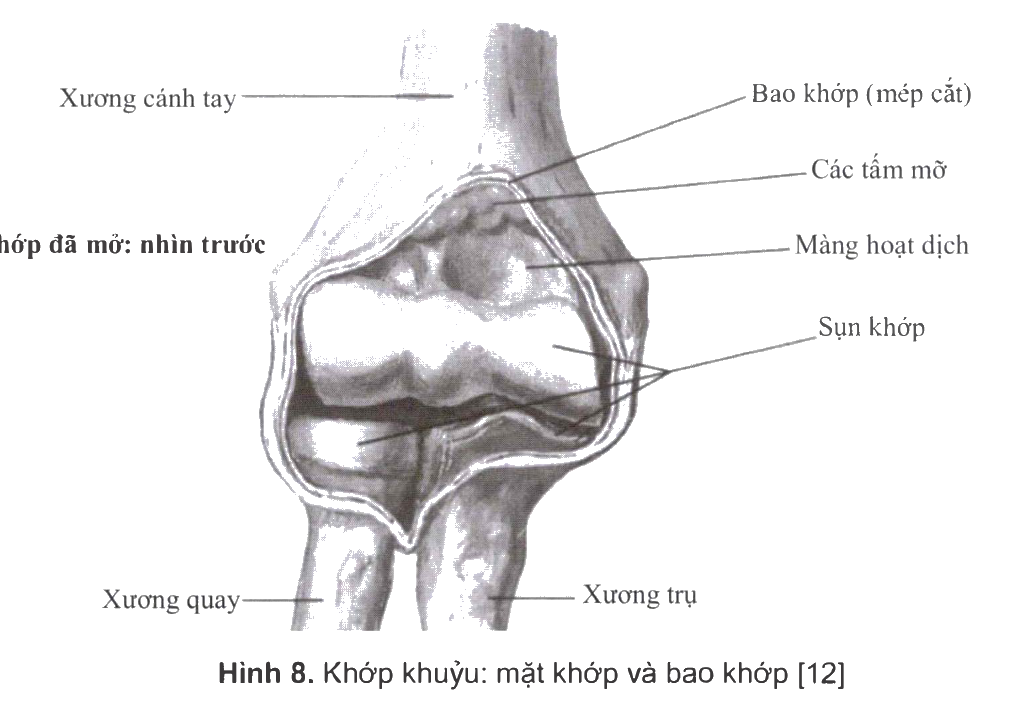 Xương cánh tay
Bao khớp (mép cắt)
Các tấm mỡ
đã mở: nhìn trước
Màng hoạt dịch
Sụn khớp
Xương quay
Xương trụ
Hình 8. Khớp khuỷu: mặt khớp và bao khớp [12]